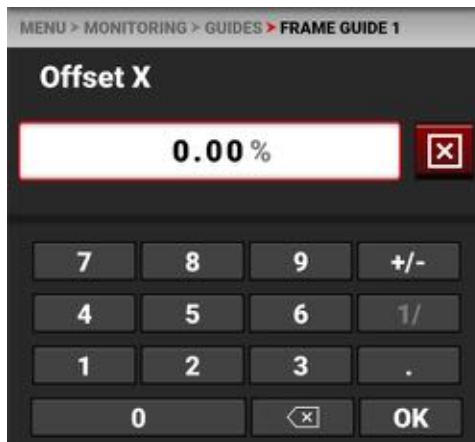 MENU > MONITORING > GUIDES > FRAME GUIDE 1
Offset X
0.00 %
7 8 9 +/-
4 5 6 1/
1 2 3 .
0 OK